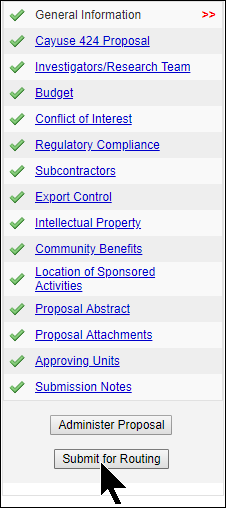 General Information >>
Cayuse 424 Proposal
Investigators/Research Team
Budget
Conflict of Interest
Regulatory Compliance
Subcontractors
Export Control
Intellectual Property
Community Benefits
Location of Sponsored
Activities
Proposal Abstract
Proposal Attachments
Approving Units
Submission Notes
Administer Proposal
Submit for Routing